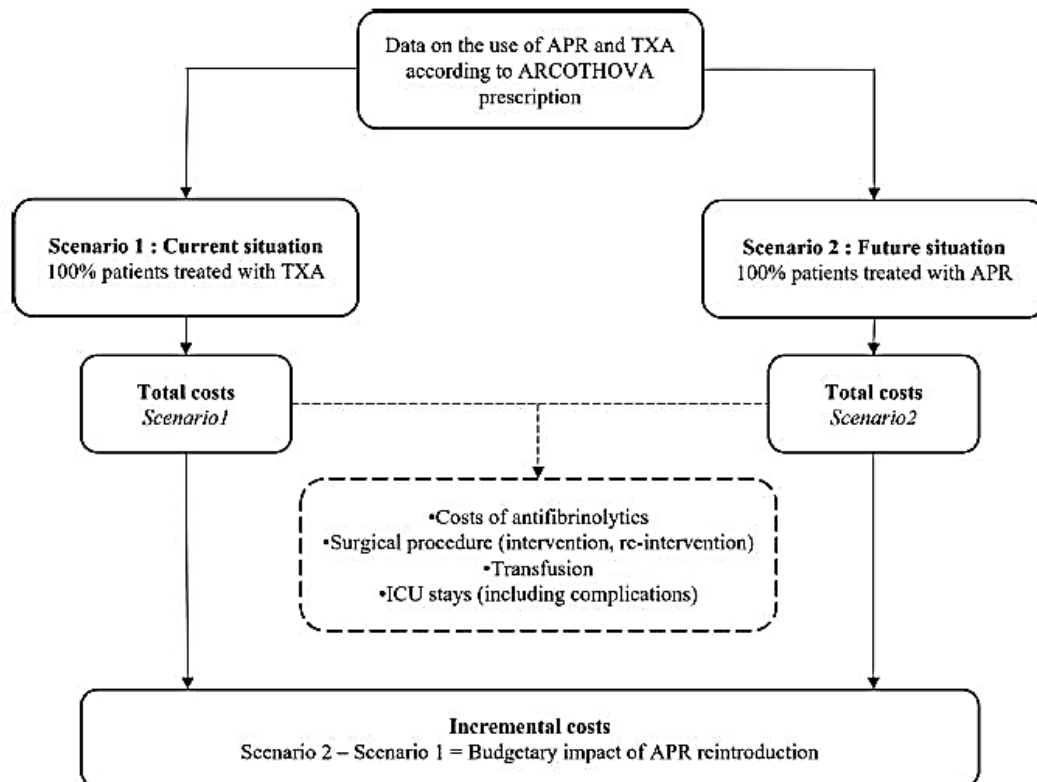 Data on the use of APR and TXA
according to ARCOTHOVA
prescription
Scenario 1 : Current situation
100% patients treated with TXA
Scenario 2 : Future situation
100% patients treated with APR
Total costs
Scenario1
Total costs
Scenario2
•Costs of antifibrinolytics
•Surgical procedure (intervention, re-intervention)
•Transfusion
•ICU stays (including complications)
Incremental costs
Scenario 2 – Scenario 1 = Budgetary impact of APR reintroduction